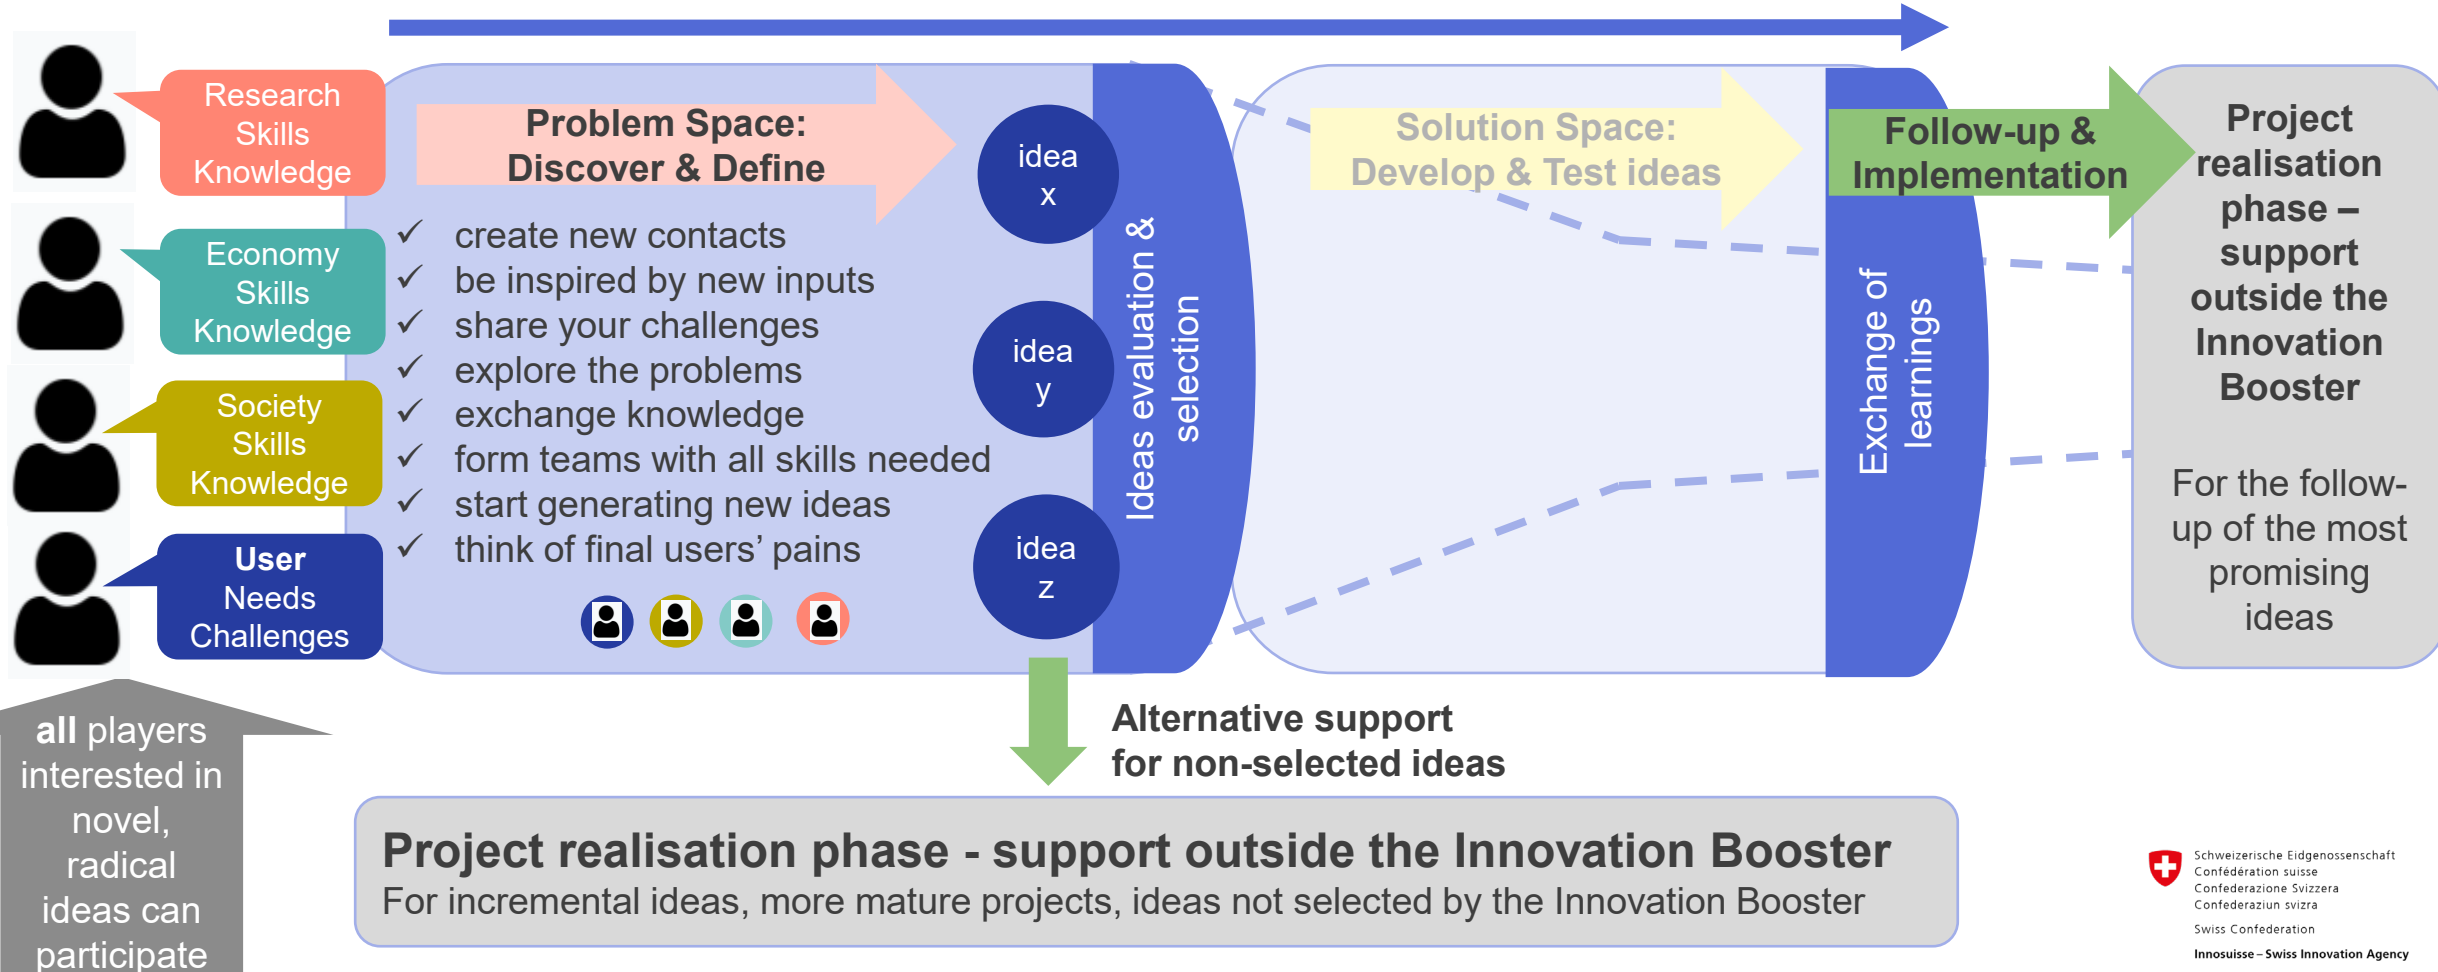 Research
Skills
Knowledge
Economy
Skills
Knowledge
Society
Skills
Knowledge
User
Needs
Challenges
all players
interested in
novel,
radical
ideas can
participate
Problem Space:
Discover & Define
✓ create new contacts
✓ be inspired by new inputs
✓ share your challenges
✓ explore the problems
✓ exchange knowledge
✓ form teams with all skills needed
✓ start generating new ideas
✓ think of final users’ pains
idea
x
idea
y
idea
z
Ideas evaluation &
selection
Solution Space:
Develop & Test ideas
Exchange of
learnings
Follow-up &
Implementation
Project
realisation
phase –
support
outside the
Innovation
Booster
For the follow-
up of the most
promising
ideas
Alternative support
for non-selected ideas
Project realisation phase - support outside the Innovation Booster
For incremental ideas, more mature projects, ideas not selected by the Innovation Booster
Schweizerische Eidgenossenschaft
Confédération suisse
Confederazione Svizzera
Confederaziun svizra
Swiss Confederation
Innosuisse – Swiss Innovation Agency